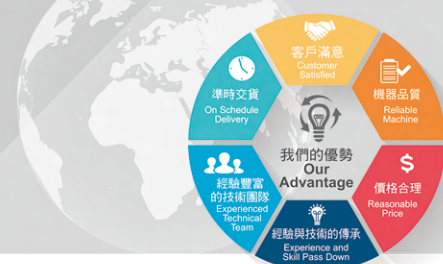 客戶滿意
Customer
Satisfied
機器品質
Reliable
Machine
$
價格合理
Reasonable
Price
經驗與技術的傳承
Experience and
Skill Pass Down
經驗豐富
的技術團隊
Experienced
Technical
Team
準時交貨
On Schedule
Delivery
我們的優勢
Our
Advantage